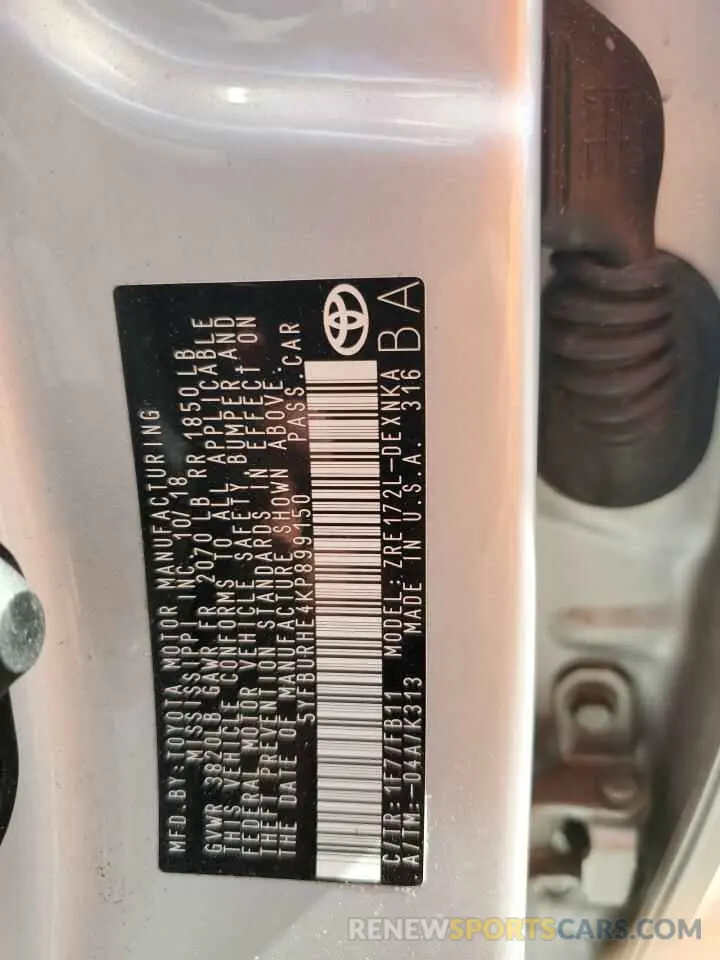 MFD.BY:TOYOTA MOTOR MANUFACTURING
MISSISSIPPI INC. 10/18
GVWR 3820LB GAWR FR 2070LB RR 1850LB
THIS VEHICLE CONFORMS TO ALL APPLICABLE
FEDERAL MOTOR VEHICLE SAFETY, BUMPER AND
THEFT PREVENTION STANDARDS IN EFFECT ON
THE DATE OF MANUFACTURE SHOWN ABOVE.
5YFBURHE4KP899150 PASS.CAR
C/TR:1F7/FB11 MODEL:ZRE172L-DEXNKA
A/TM:-04A/K313 MADE IN U.S.A. 316
BA
RENEWSPORTSCARS.COM